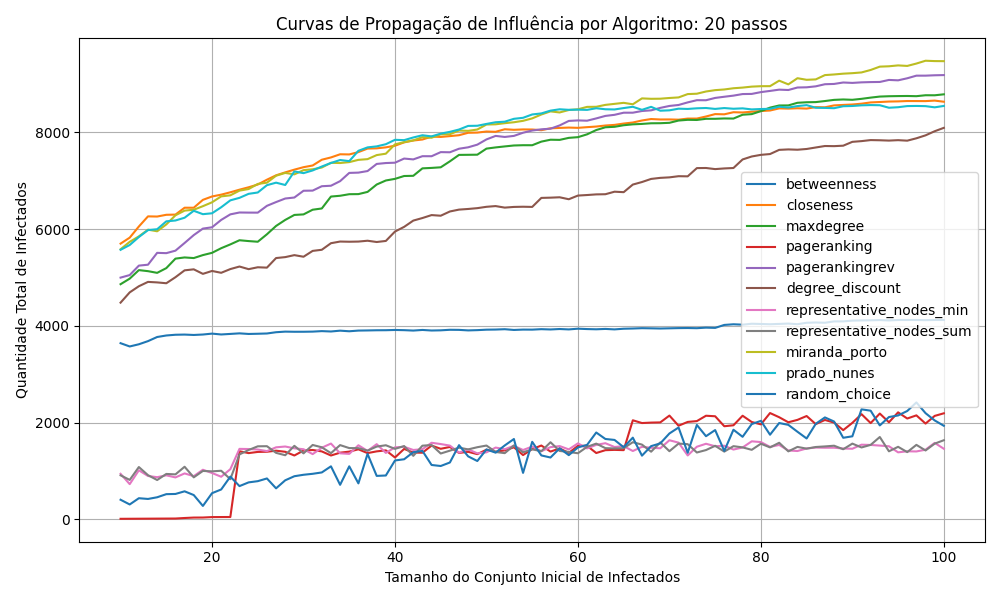 Curvas de Propagação de Influência por Algoritmo: 20 passos
Quantidade Total de Infectados
8000
6000
4000
2000
0
betweenness
closeness
maxdegree
pageranking
pagerankingrev
degree_discount
representative_nodes_min
representative_nodes_sum
miranda_porto
prado_nunes
random_choice
20
40
60
80
100
Tamanho do Conjunto Inicial de Infectados